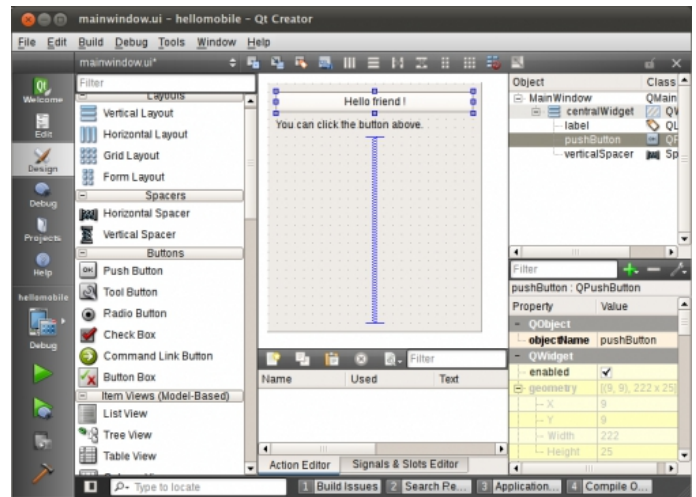 mainwindow.ui - hellomobile - Qt Creator
File Edit Build Debug Tools Window Help
mainwindow.ui*
Welcome
Edit
Design
Debug
Projects
Help
hellomobile
Debug
Filter
Layouts
Vertical Layout
Horizontal Layout
Grid Layout
Form Layout
Spacers
Horizontal Spacer
Vertical Spacer
Buttons
OK Push Button
Tool Button
Radio Button
Check Box
Command Link Button
Button Box
Item Views (Model-Based)
List View
Tree View
Table View
Hello friend !
You can click the button above.
Filter
Name Used Text
Action Editor Signals & Slots Editor
Object Class
MainWindow QMain
centralWidget
label QL
pushButton
verticalSpacer Sp
Filter
pushButton : QPushButton
Property Value
QObject
objectName pushButton
QWidget
enabled
geometry [(9, 9), 222 x 25]
X 9
Y 9
Width 222
Height 25
Type to locate
1 Build Issues 2 Search Re... 3 Application... 4 Compile O...